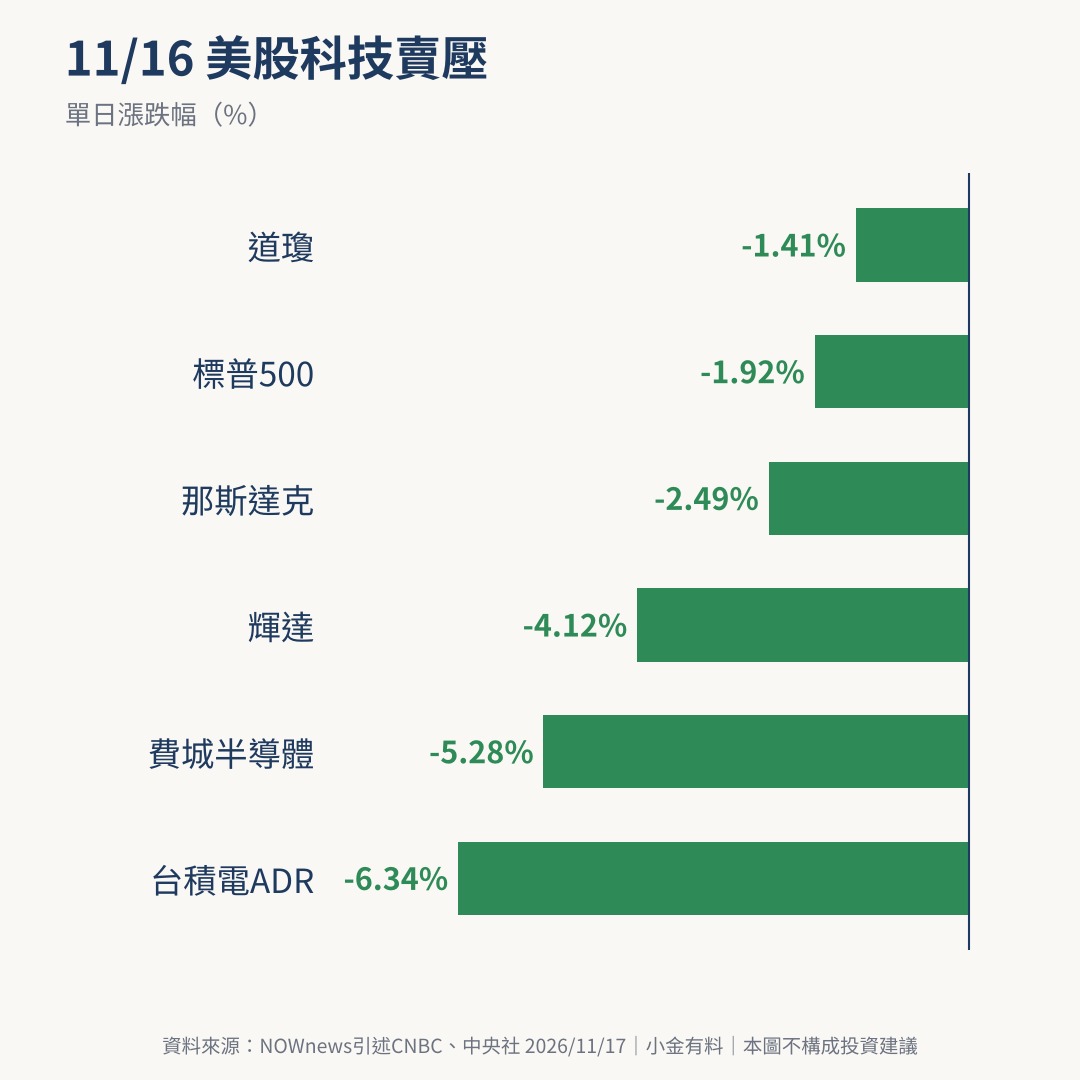 11/16 美股科技賣壓
單日漲跌幅（%）
道瓊 -1.41%
標普500 -1.92%
那斯達克 -2.49%
輝達 -4.12%
費城半導體 -5.28%
台積電ADR -6.34%
資料來源：NOWnews引述CNBC、中央社 2026/11/17｜小金有料｜本圖不構成投資建議